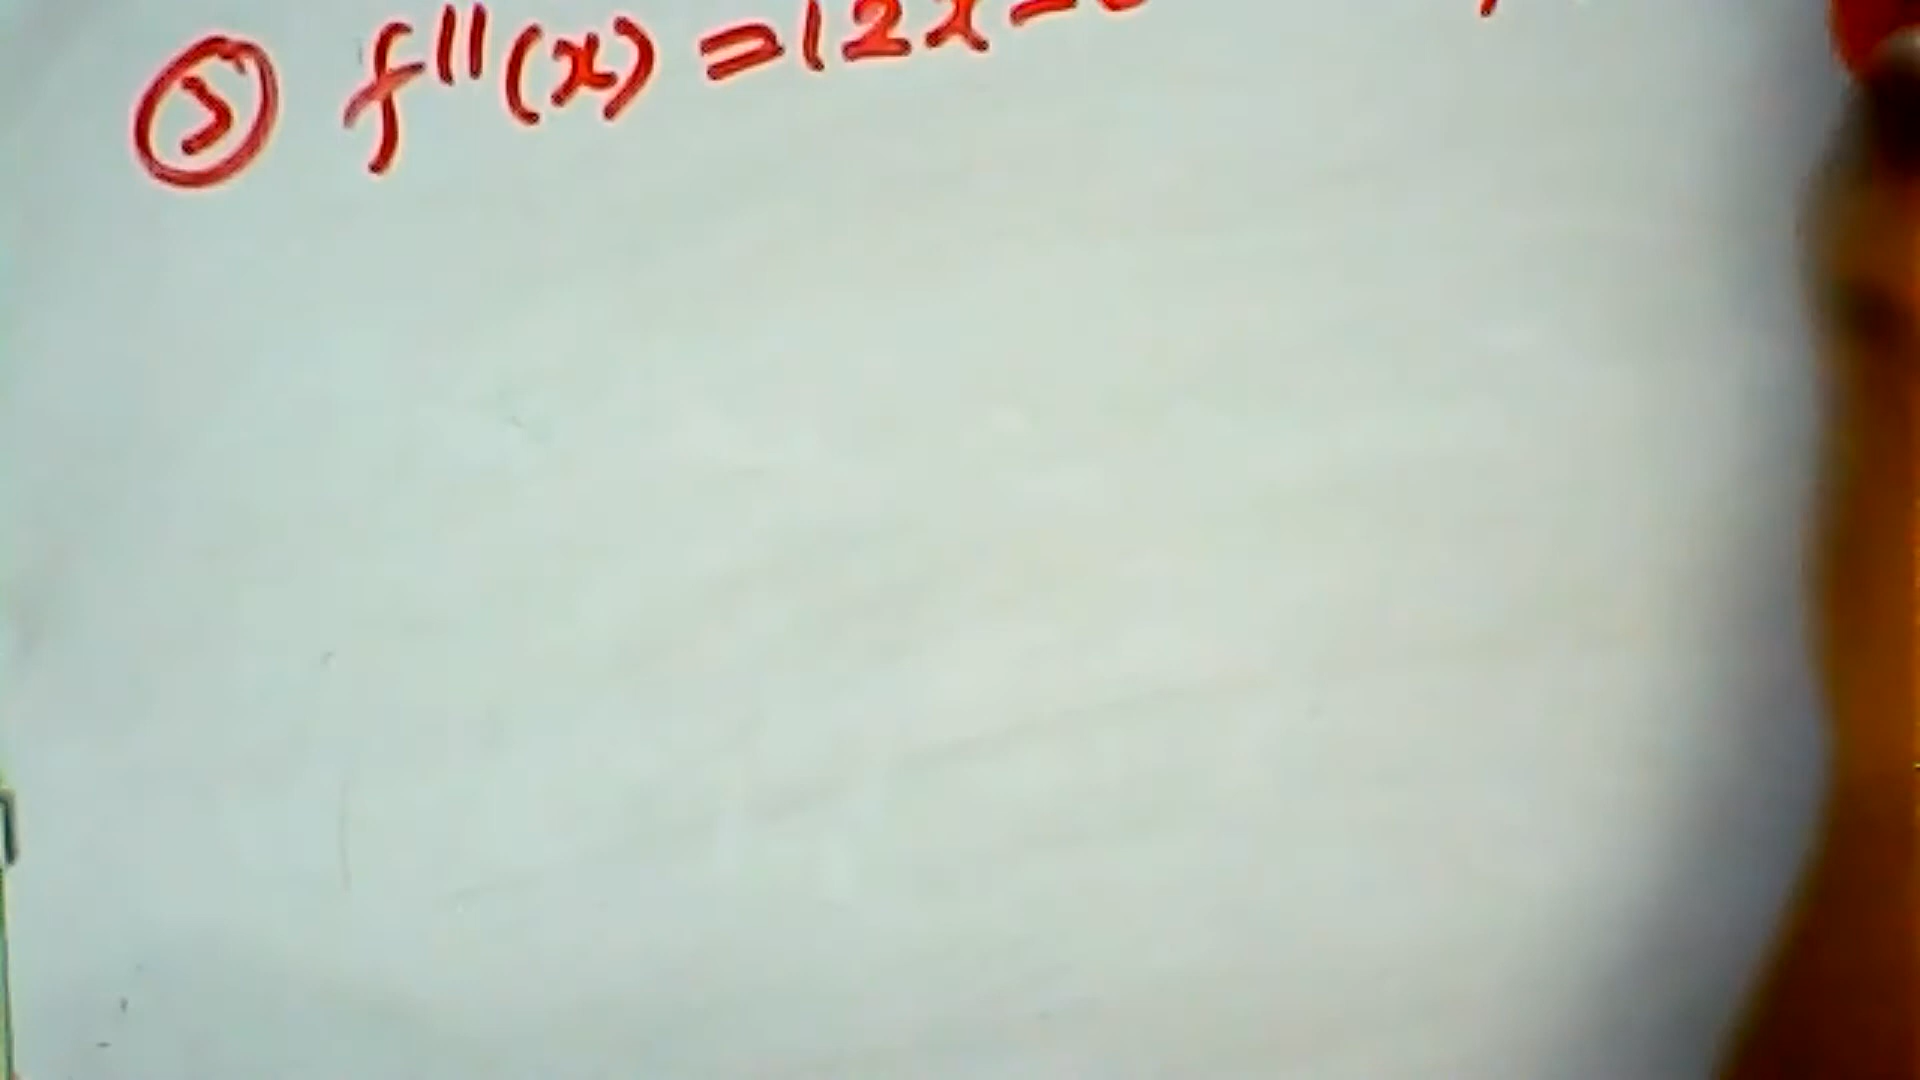 ⑤ f''(x) = 12x -